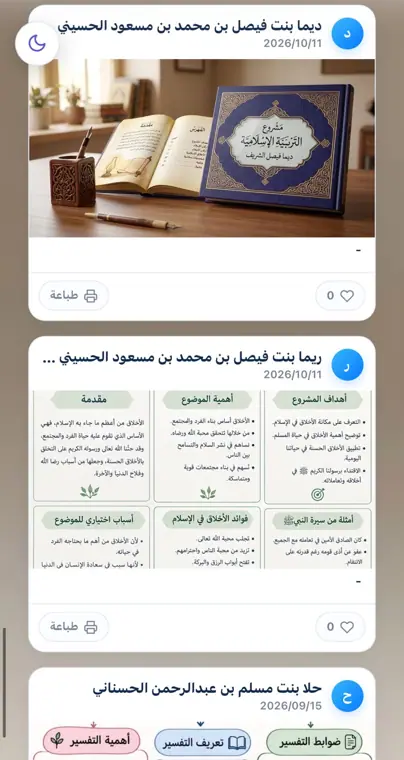 ديما بنت فيصل بن محمد بن مسعود الحسيني
د
2026/10/11
مقدمة
الفهرس
مشروع
التربية الإسلامية
ديما فيصل الشريف
-
طباعة
0
ريما بنت فيصل بن محمد بن مسعود الحسيني ...
ر
2026/10/11
أهداف المشروع
• التعرف على مكانة الأخلاق في الإسلام.
• توضيح أهمية الأخلاق في حياة المسلم.
• تطبيق الأخلاق الحسنة في حياتنا
اليومية.
• الاقتداء برسولنا الكريم ﷺ في
أخلاقه وتعاملاته.
أهمية الموضوع
• الأخلاق أساس بناء الفرد والمجتمع.
• من خلالها تتحقق محبة الله ورضاه.
• تساهم في نشر السلام والتسامح
بين الناس.
• تُسهم في بناء مجتمعات قوية
ومتماسكة.
مقدمة
الأخلاق من أعظم ما جاء به الإسلام، فهي
الأساس الذي تقوم عليه حياة الفرد والمجتمع،
وقد حثّنا الله تعالى ورسوله الكريم على التخلق
بالأخلاق الحسنة، وجعلها من أسباب رضا الله
وفلاح الدنيا والآخرة.
أمثلة من سيرة النبي ﷺ
• كان الصادق الأمين في تعامله مع الجميع.
• عفو عن أذى قومه رغم قدرته على
الانتقام.
فوائد الأخلاق في الإسلام
• تجلب محبة الله تعالى.
• تزيد من محبة الناس واحترامهم.
• تفتح أبواب الرزق والبركة.
أسباب اختياري للموضوع
• لأن الأخلاق من أهم ما يحتاجه الفرد
في حياته.
• لأنها سبب في سعادة الإنسان في الدنيا
-
طباعة
0
حلا بنت مسلم بن عبدالرحمن الحسناني
ح
2026/09/15
ضوابط التفسير
تعريف التفسير
أهمية التفسير